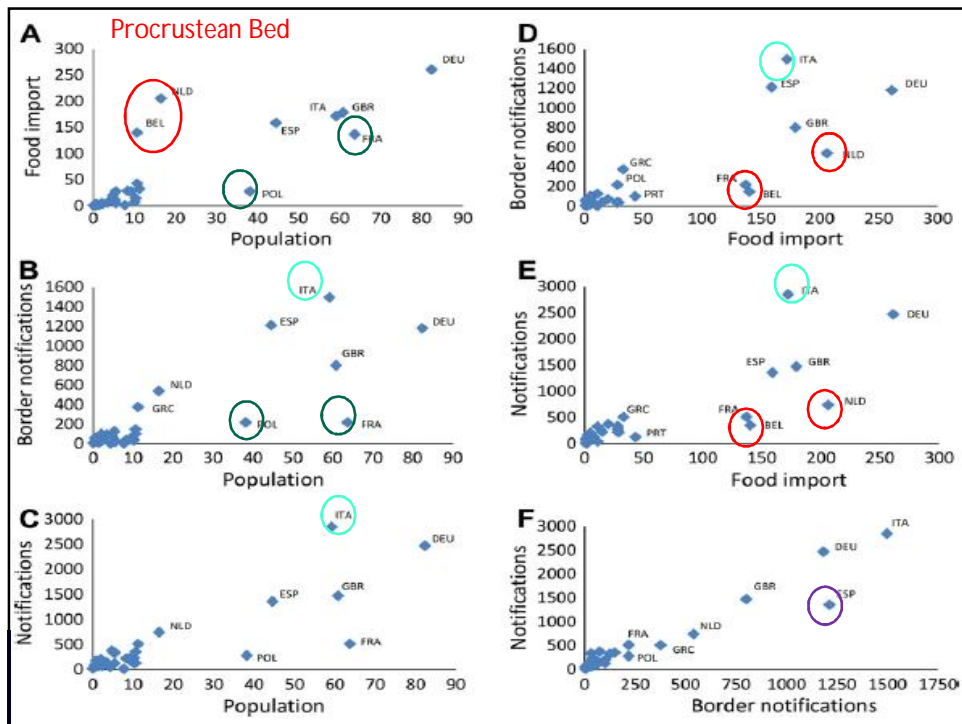 A
Procrustean Bed
300
250
200
150
100
50
0
Food import
NLD
BEL
ESP
ITA
GBR
FRA
DEU
POL
0 10 20 30 40 50 60 70 80 90
Population
B
1600
1400
1200
1000
800
600
400
200
0
Border notifications
ITA
ESP
DEU
GBR
NLD
GRC
POL
FRA
0 10 20 30 40 50 60 70 80 90
Population
C
3000
2500
2000
1500
1000
500
0
Notifications
ITA
DEU
ESP
GBR
NLD
FRA
POL
0 10 20 30 40 50 60 70 80 90
Population
D
1600
1400
1200
1000
800
600
400
200
0
Border notifications
ITA
ESP
DEU
GBR
NLD
GRC
POL
FRA
PRT
BEL
0 50 100 150 200 250 300
Food import
E
3000
2500
2000
1500
1000
500
0
Notifications
ITA
DEU
ESP
GBR
NLD
GRC
FRA
PRT
BEL
0 50 100 150 200 250 300
Food import
F
3000
2500
2000
1500
1000
500
0
Notifications
ITA
DEU
GBR
ESP
NLD
FRA
GRC
POL
0 250 500 750 1000 1250 1500 1750
Border notifications